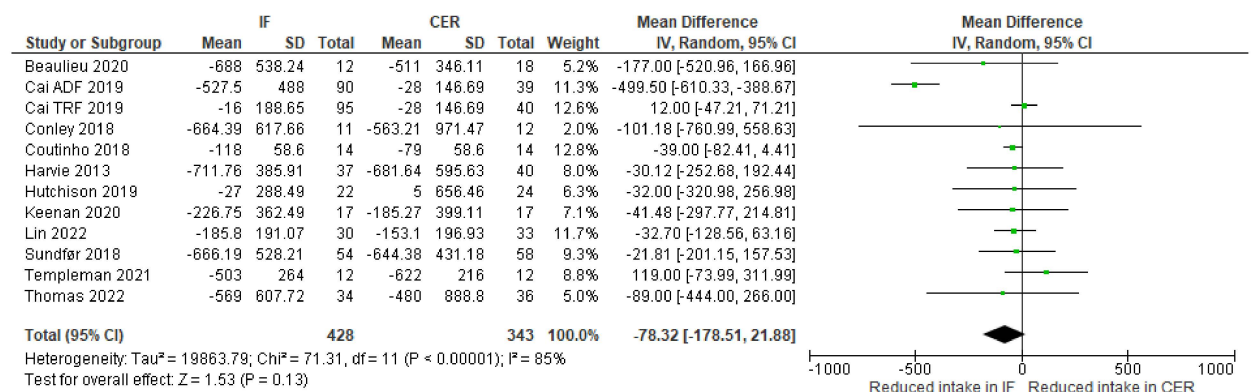 IF CER Mean Difference Mean Difference
Study or Subgroup Mean SD Total Mean SD Total Weight IV, Random, 95% CI IV, Random, 95% CI
Beaulieu 2020 -688 538.24 12 -511 346.11 18 5.2% -177.00 [-520.96, 166.96]
Cai ADF 2019 -527.5 488 90 -28 146.69 39 11.3% -499.50 [-610.33, -388.67]
Cai TRF 2019 -16 188.65 95 -28 146.69 40 12.6% 12.00 [-47.21, 71.21]
Conley 2018 -664.39 617.66 11 -563.21 971.47 12 2.0% -101.18 [-760.99, 558.63]
Coutinho 2018 -118 58.6 14 -79 58.6 14 12.8% -39.00 [-82.41, 4.41]
Harvie 2013 -711.76 385.91 37 -681.64 595.63 40 8.0% -30.12 [-252.68, 192.44]
Hutchison 2019 -27 288.49 22 5 656.46 24 6.3% -32.00 [-320.98, 256.98]
Keenan 2020 -226.75 362.49 17 -185.27 399.11 17 7.1% -41.48 [-297.77, 214.81]
Lin 2022 -185.8 191.07 30 -153.1 196.93 33 11.7% -32.70 [-128.56, 63.16]
Sundfør 2018 -666.19 528.21 54 -644.38 431.18 58 9.3% -21.81 [-201.15, 157.53]
Templeman 2021 -503 264 12 -622 216 12 8.8% 119.00 [-73.99, 311.99]
Thomas 2022 -569 607.72 34 -480 888.8 36 5.0% -89.00 [-444.00, 266.00]
Total (95% CI) 428 343 100.0% -78.32 [-178.51, 21.88]
Heterogeneity: Tau² = 19863.79; Chi² = 71.31, df = 11 (P < 0.00001); I² = 85%
Test for overall effect: Z = 1.53 (P = 0.13)
-1000 -500 0 500 1000
Reduced intake in IF Reduced intake in CER